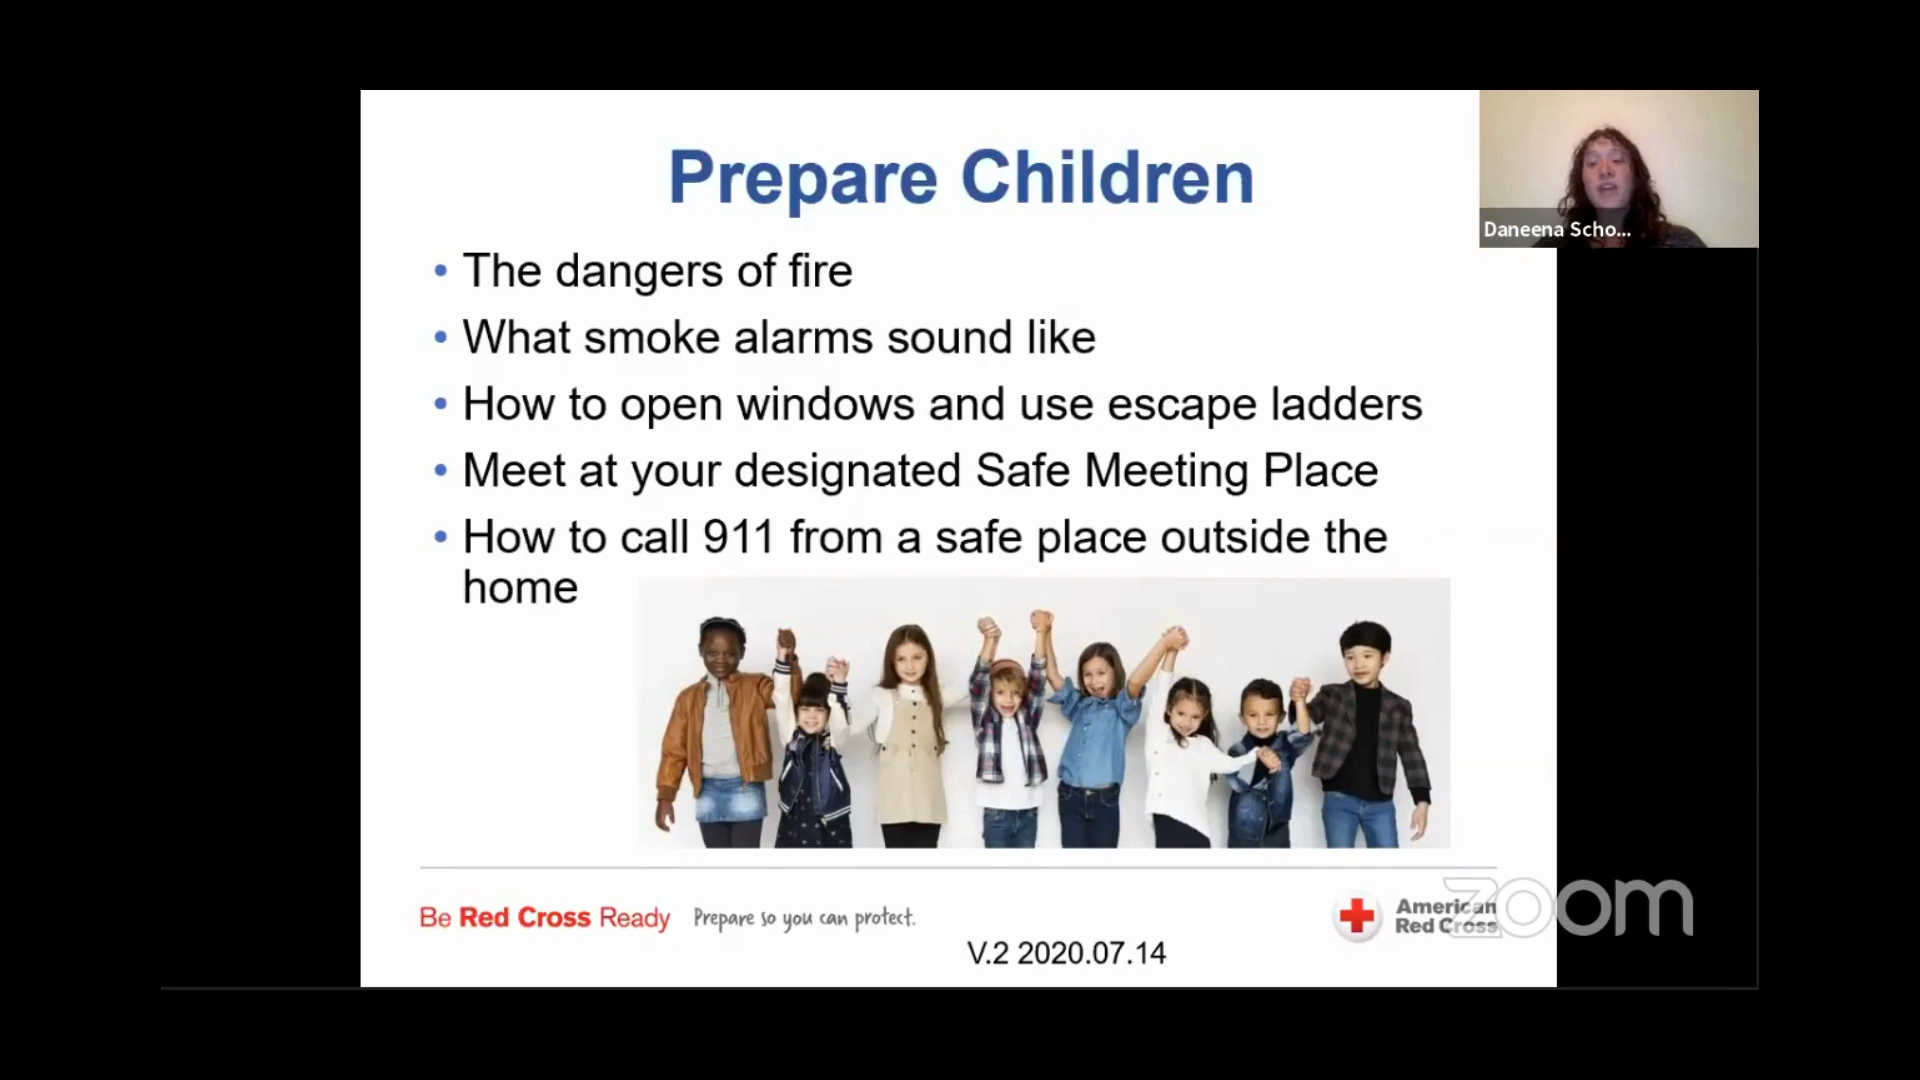 Prepare Children
• The dangers of fire
• What smoke alarms sound like
• How to open windows and use escape ladders
• Meet at your designated Safe Meeting Place
• How to call 911 from a safe place outside the
home
Daneena Scho...
Be Red Cross Ready
Prepare so you can protect.
American
Red Cross
zoom
V.2 2020.07.14